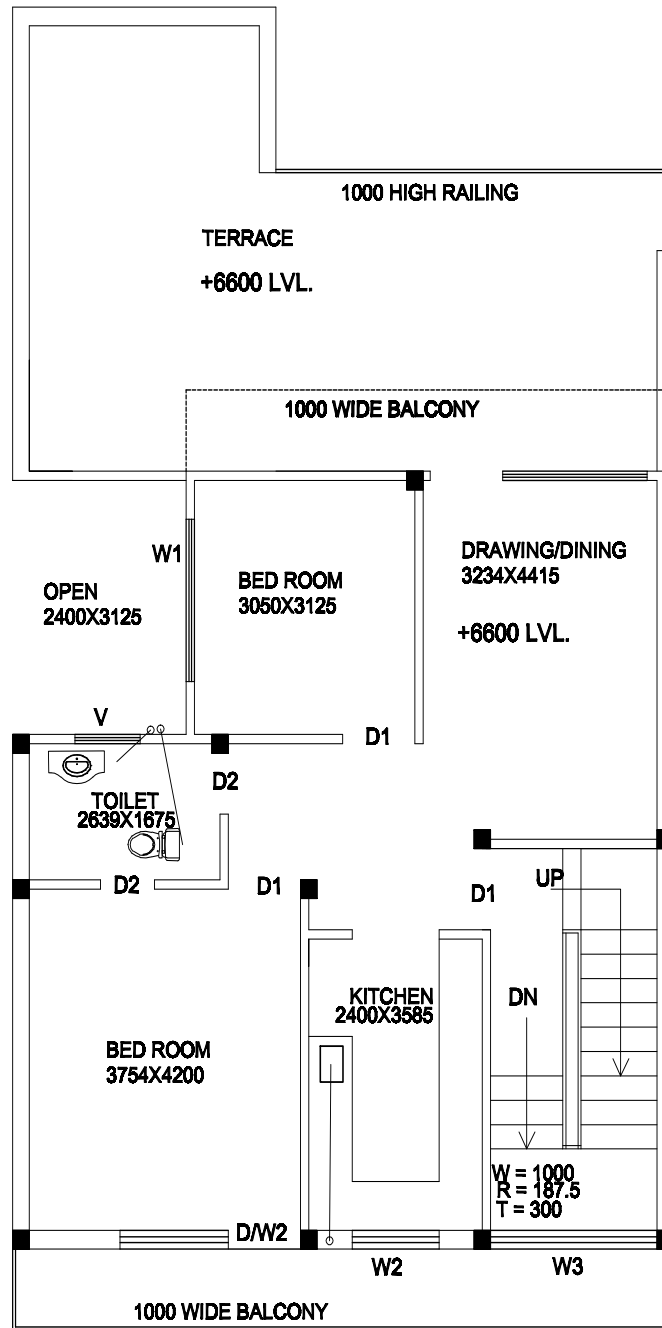 1000 HIGH RAILING
TERRACE
+6600 LVL.
1000 WIDE BALCONY
W1
DRAWING/DINING
3234X4415
BED ROOM
3050X3125
OPEN
2400X3125
+6600 LVL.
V
D1
D2
TOILET
2639X1675
D2
D1
D1
UP
KITCHEN
2400X3585
DN
BED ROOM
3754X4200
W = 1000
R = 187.5
T = 300
D/W2
W2
W3
1000 WIDE BALCONY